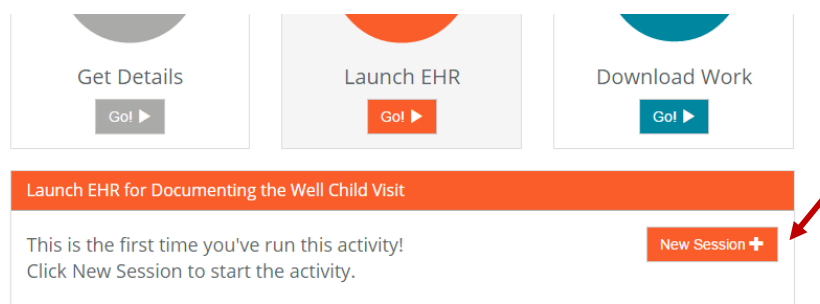 Get Details
Launch EHR
Download Work
Go!
Go!
Go!
Launch EHR for Documenting the Well Child Visit
This is the first time you've run this activity!
New Session
Click New Session to start the activity.